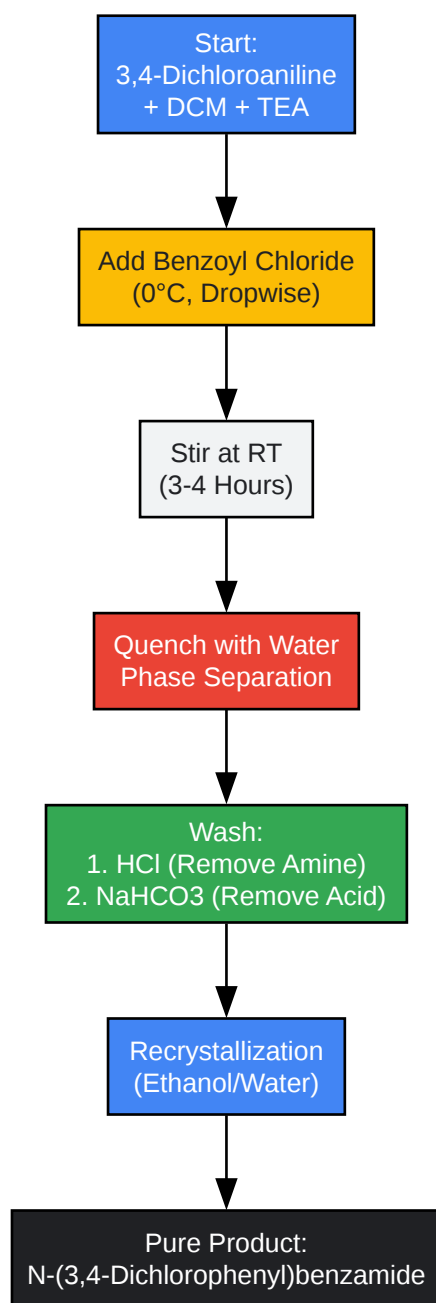 Start:
3,4-Dichloroaniline
+ DCM + TEA
Add Benzoyl Chloride
(0°C, Dropwise)
Stir at RT
(3-4 Hours)
Quench with Water
Phase Separation
Wash:
1. HCl (Remove Amine)
2. NaHCO3 (Remove Acid)
Recrystallization
(Ethanol/Water)
Pure Product:
N-(3,4-Dichlorophenyl)benzamide